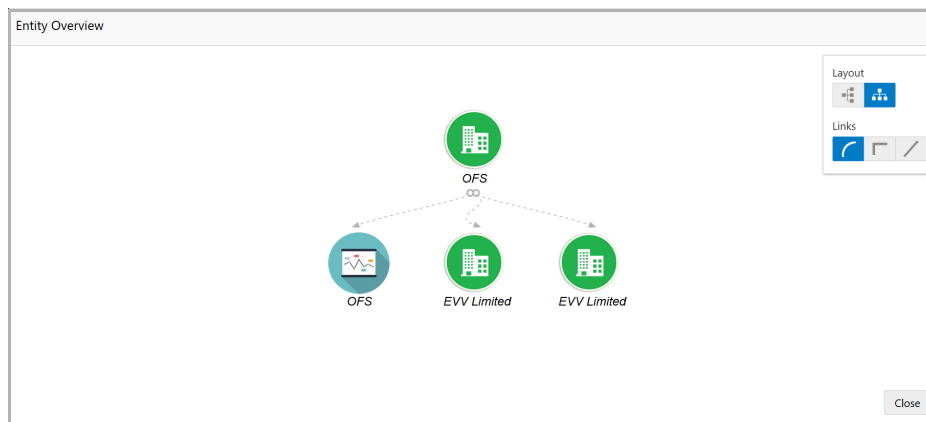 Entity Overview
Layout
Links
OFS
OFS
EVV Limited
EVV Limited
Close